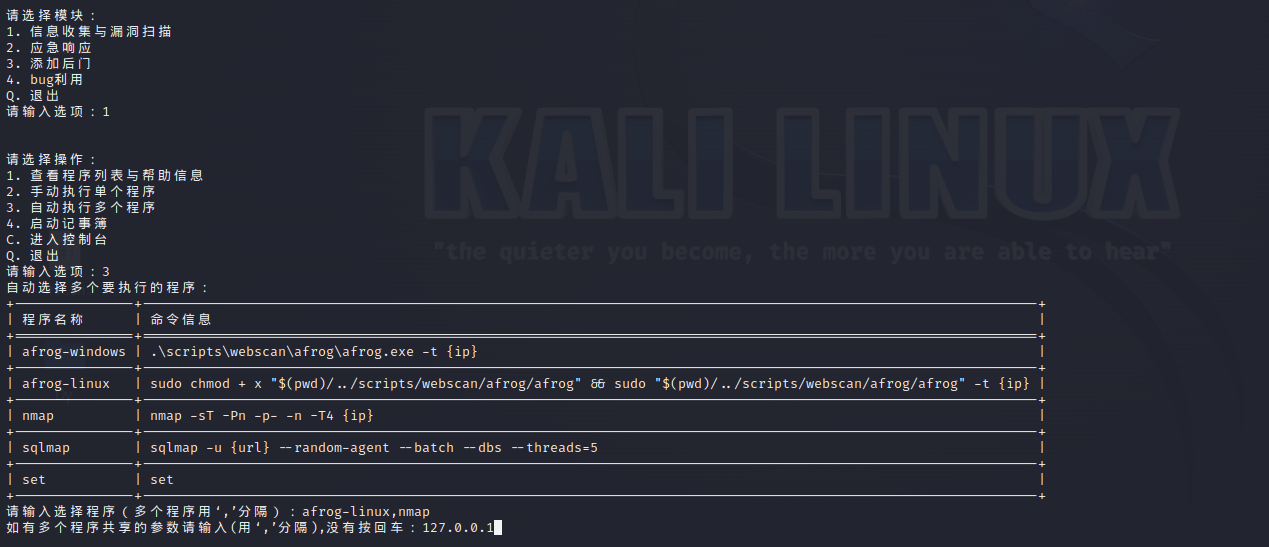 请选择模块：
1. 信息收集与漏洞扫描
2. 应急响应
3. 添加后门
4. bug利用
Q. 退出
请输入选项：1
请选择操作：
1. 查看程序列表与帮助信息
2. 手动执行单个程序
3. 自动执行多个程序
4. 启动记事簿
C. 进入控制台
Q. 退出
请输入选项：3
自动选择多个要执行的程序：
| 程序名称 | 命令信息 |
| afrog-windows | .\scripts\webscan\afrog\afrog.exe -t {ip} |
| afrog-linux | sudo chmod + x "$(pwd)/../scripts/webscan/afrog/afrog" && sudo "$(pwd)/../scripts/webscan/afrog/afrog" -t {ip} |
| nmap | nmap -sT -Pn -p- -n -T4 {ip} |
| sqlmap | sqlmap -u {url} --random-agent --batch --dbs --threads=5 |
| set | set |
请输入选择程序（多个程序用‘,’分隔）：afrog-linux,nmap
如有多个程序共享的参数请输入(用‘,’分隔),没有按回车：127.0.0.1
KALI LINUX
"the quieter you become, the more you are able to hear"